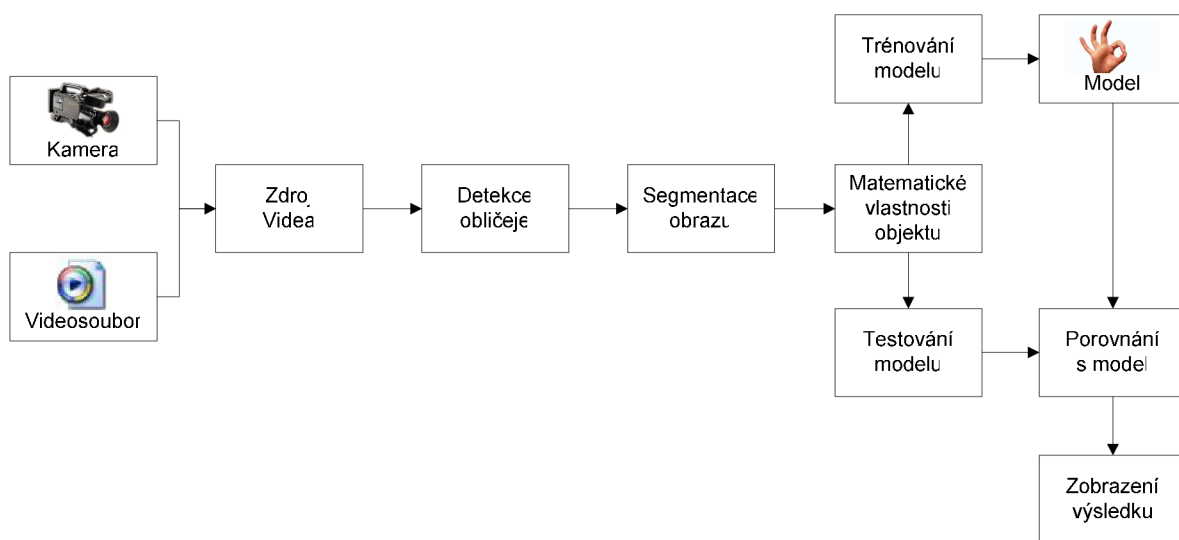 Kamera
Videosoubor
Zdroj
Videa
Detekce
obličeje
Segmentace
obrazu
Matematické
vlastnosti
objektu
Trénování
modelu
Model
Testování
modelu
Porovnání
s model
Zobrazení
výsledku